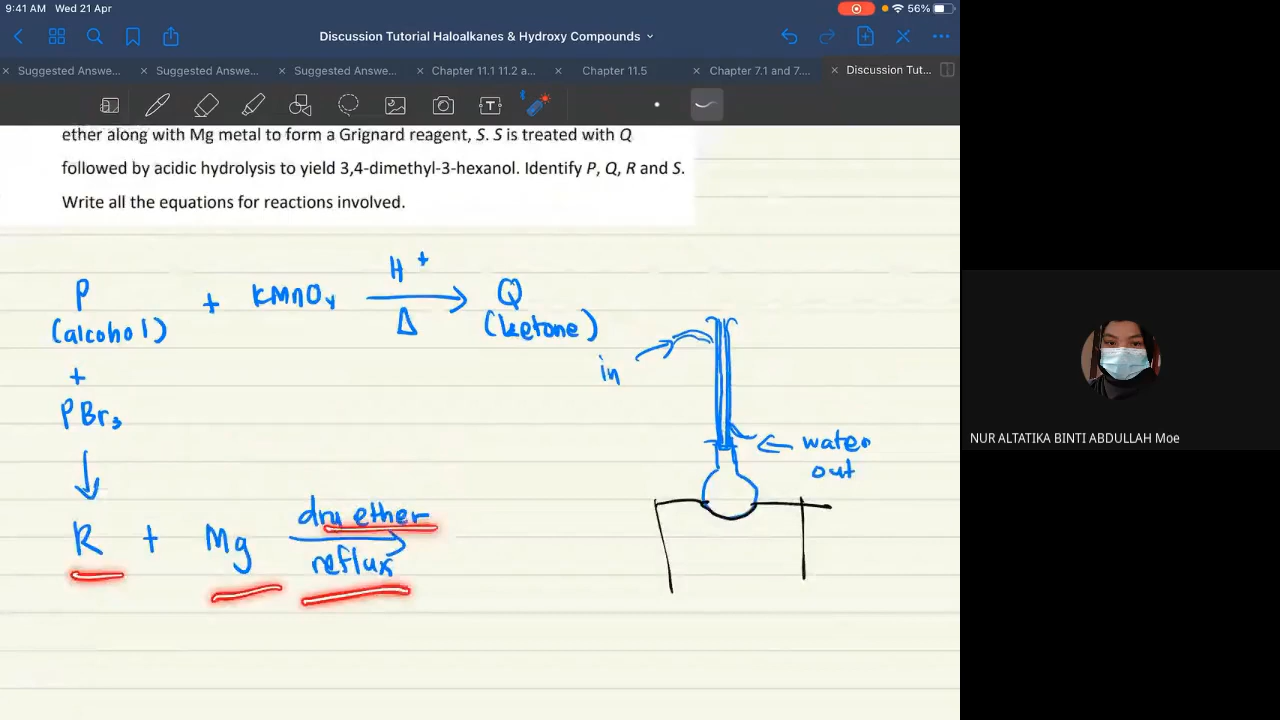 9:41 AM Wed 21 Apr
56%
Discussion Tutorial Haloalkanes & Hydroxy Compounds
Suggested Answe...
Suggested Answe...
Suggested Answe...
Chapter 11.1 11.2 a...
Chapter 11.5
Chapter 7.1 and 7....
Discussion Tut...
ether along with Mg metal to form a Grignard reagent, S. S is treated with Q
followed by acidic hydrolysis to yield 3,4-dimethyl-3-hexanol. Identify P, Q, R and S.
Write all the equations for reactions involved.
P + KMnO4 H+ Δ Q
(alcohol) (ketone)
+
PBr3
R + Mg dry ether
reflux
in
water
out
NUR ALTATIKA BINTI ABDULLAH Moe